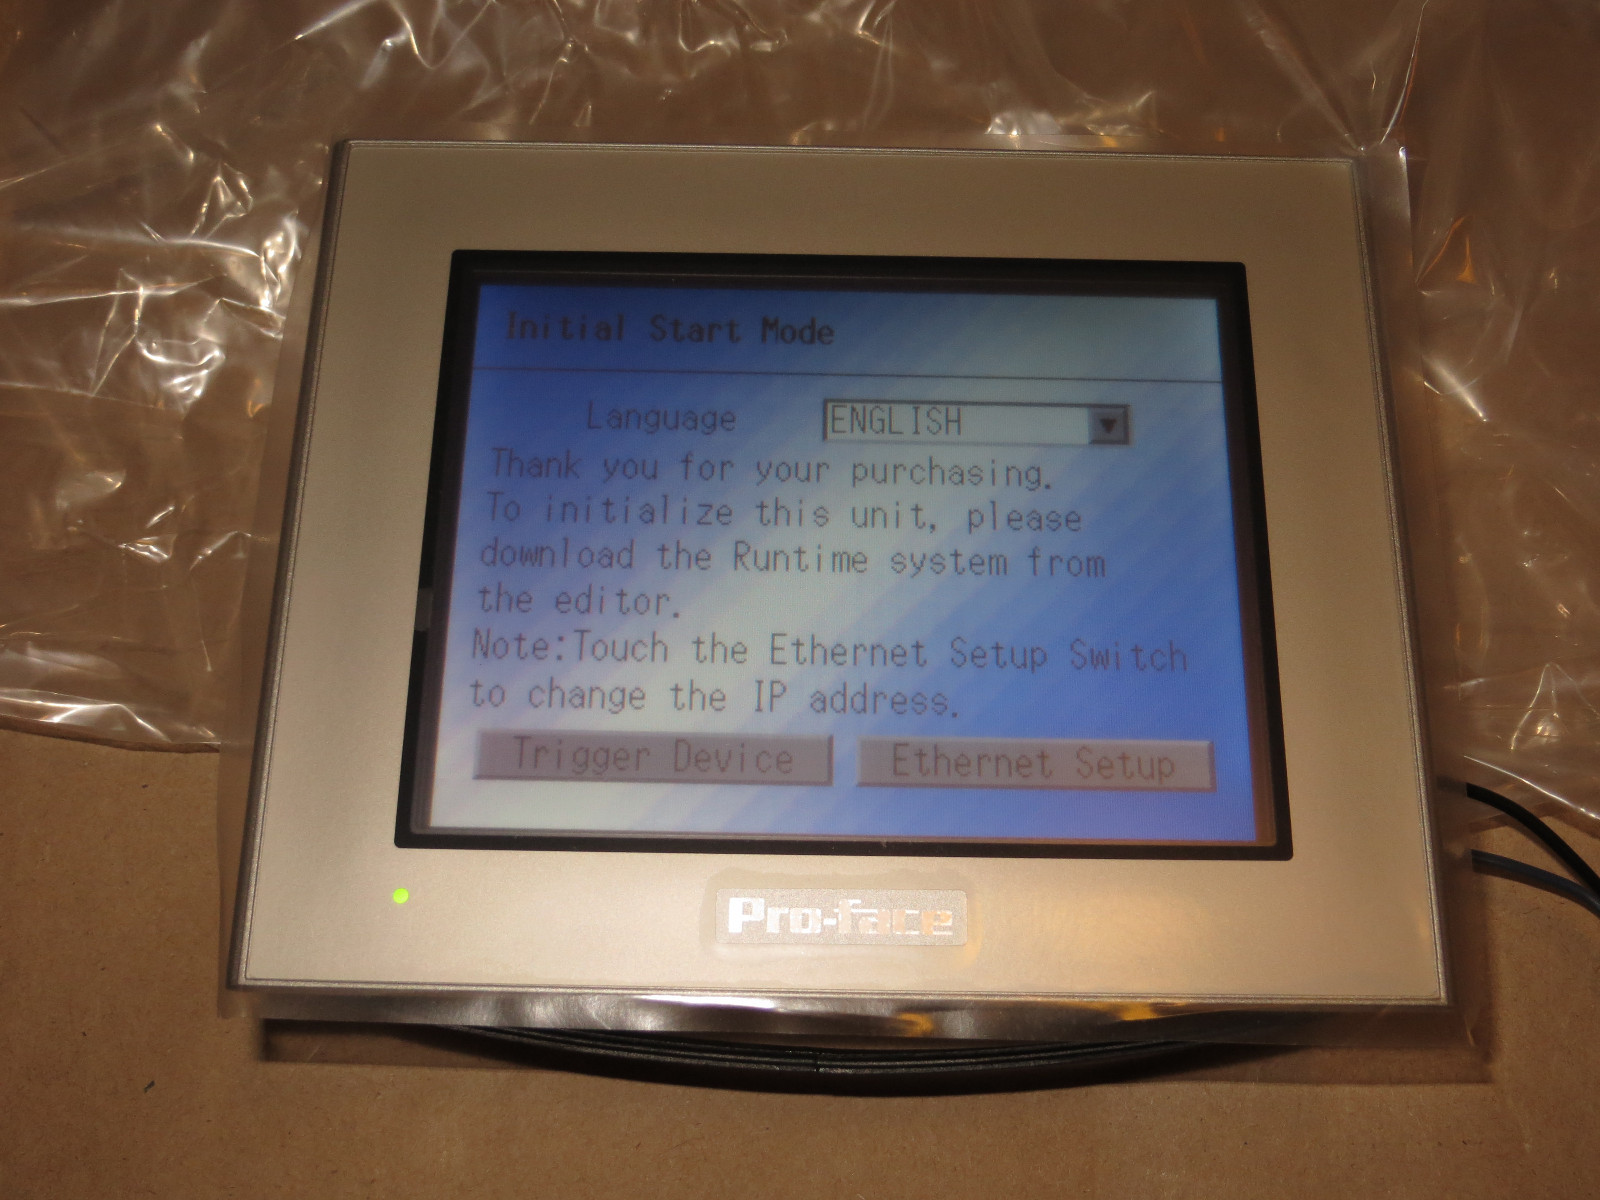 Initial Start Mode
Language ENGLISH
Thank you for your purchasing.
To initialize this unit, please
download the Runtime system from
the editor.
Note:Touch the Ethernet Setup Switch
to change the IP address.
Trigger Device Ethernet Setup
Pro-face